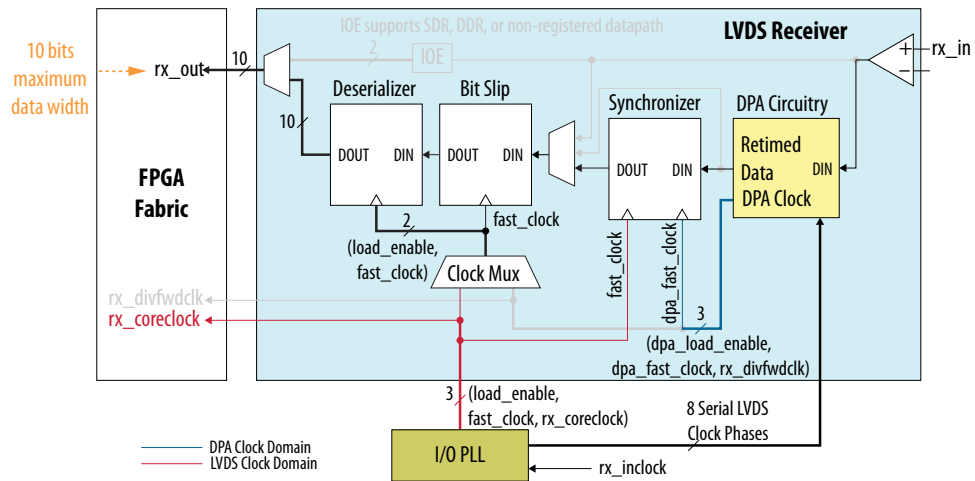 IOE supports SDR, DDR, or non-registered datapath
LVDS Receiver
10 bits
maximum
data width
rx_out
10
2
IOE
+
−
rx_in
Deserializer
Bit Slip
Synchronizer
DPA Circuitry
10
DOUT
DIN
DOUT
DIN
DOUT
DIN
Retimed
Data
DIN
DPA Clock
FPGA
Fabric
2
(load_enable,
fast_clock)
fast_clock
Clock Mux
fast_clock
dpa_fast_clock
rx_divfwdclk
rx_coreclock
3
(dpa_load_enable,
dpa_fast_clock, rx_divfwdclk)
3
(load_enable,
fast_clock, rx_coreclock)
8 Serial LVDS
Clock Phases
I/O PLL
rx_inclock
DPA Clock Domain
LVDS Clock Domain